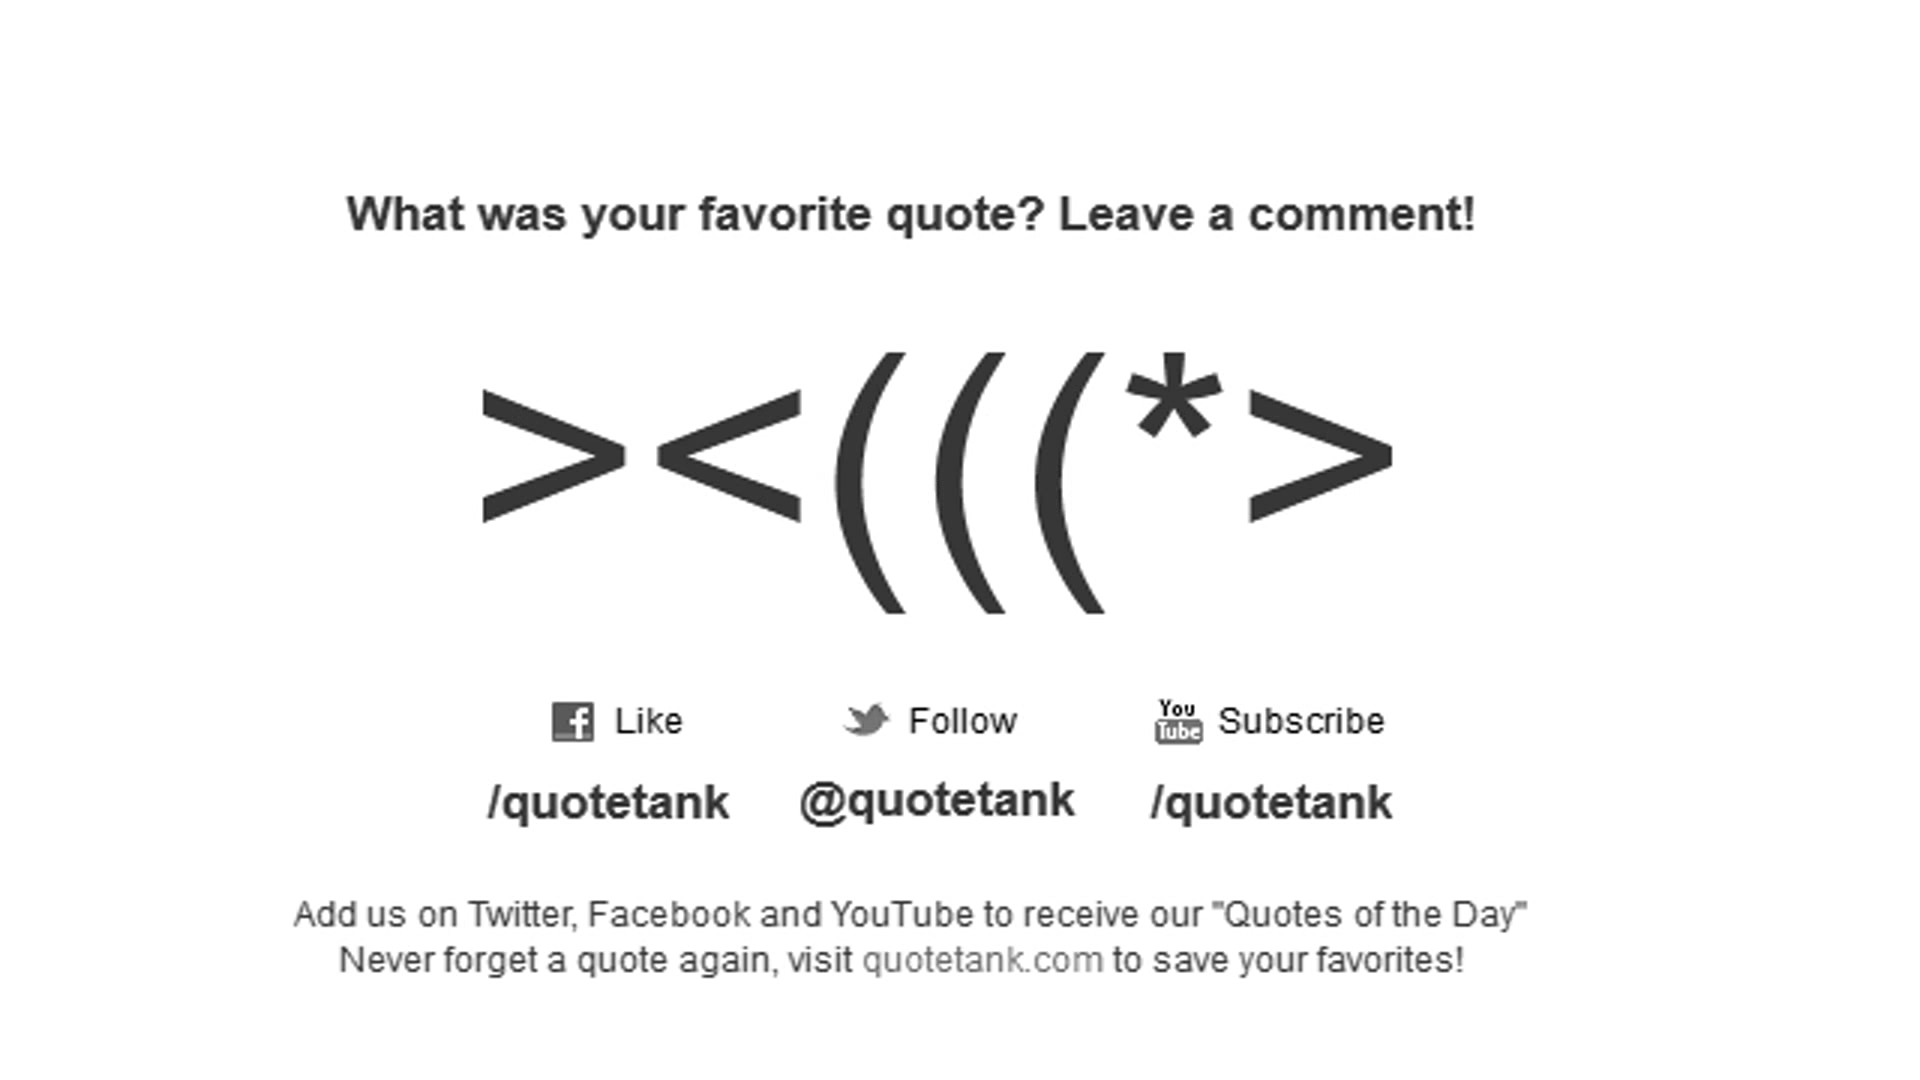 What was your favorite quote? Leave a comment!
><(((*>
f Like Follow You Tube Subscribe
/quotetank @quotetank /quotetank
Add us on Twitter, Facebook and YouTube to receive our "Quotes of the Day"
Never forget a quote again, visit quotetank.com to save your favorites!